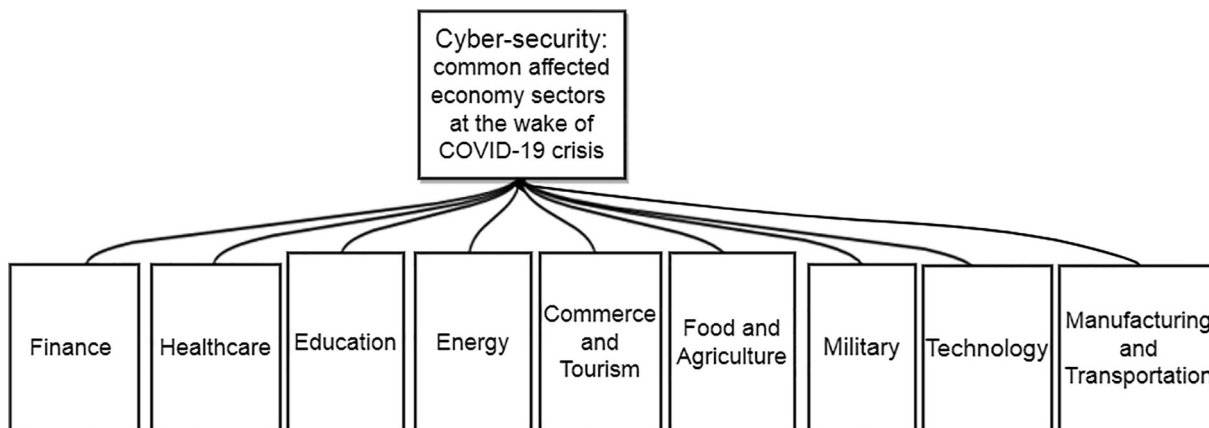 Cyber-security:
common affected
economy sectors
at the wake of
COVID-19 crisis
Finance
Healthcare
Education
Energy
Commerce
and
Tourism
Food and
Agriculture
Military
Technology
Manufacturing
and
Transportation